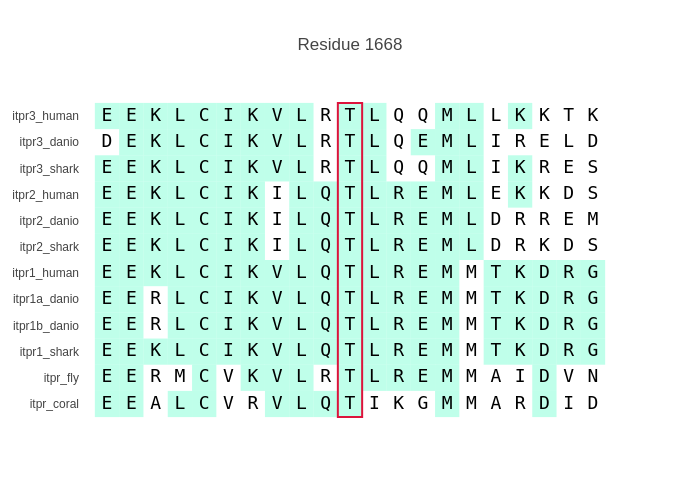 Residue 1668
itpr3_human E E K L C I K V L R T L Q Q M L L K K T K
itpr3_danio D E K L C I K V L R T L Q E M L I R E L D
itpr3_shark E E K L C I K V L R T L Q Q M L I K R E S
itpr2_human E E K L C I K I L Q T L R E M L E K K D S
itpr2_danio E E K L C I K I L Q T L R E M L D R R E M
itpr2_shark E E K L C I K I L Q T L R E M L D R K D S
itpr1_human E E K L C I K V L Q T L R E M M T K D R G
itpr1a_danio E E R L C I K V L Q T L R E M M T K D R G
itpr1b_danio E E R L C I K V L Q T L R E M M T K D R G
itpr1_shark E E K L C I K V L Q T L R E M M T K D R G
itpr_fly E E R M C V K V L R T L R E M M A I D V N
itpr_coral E E A L C V R V L Q T I K G M M A R D I D